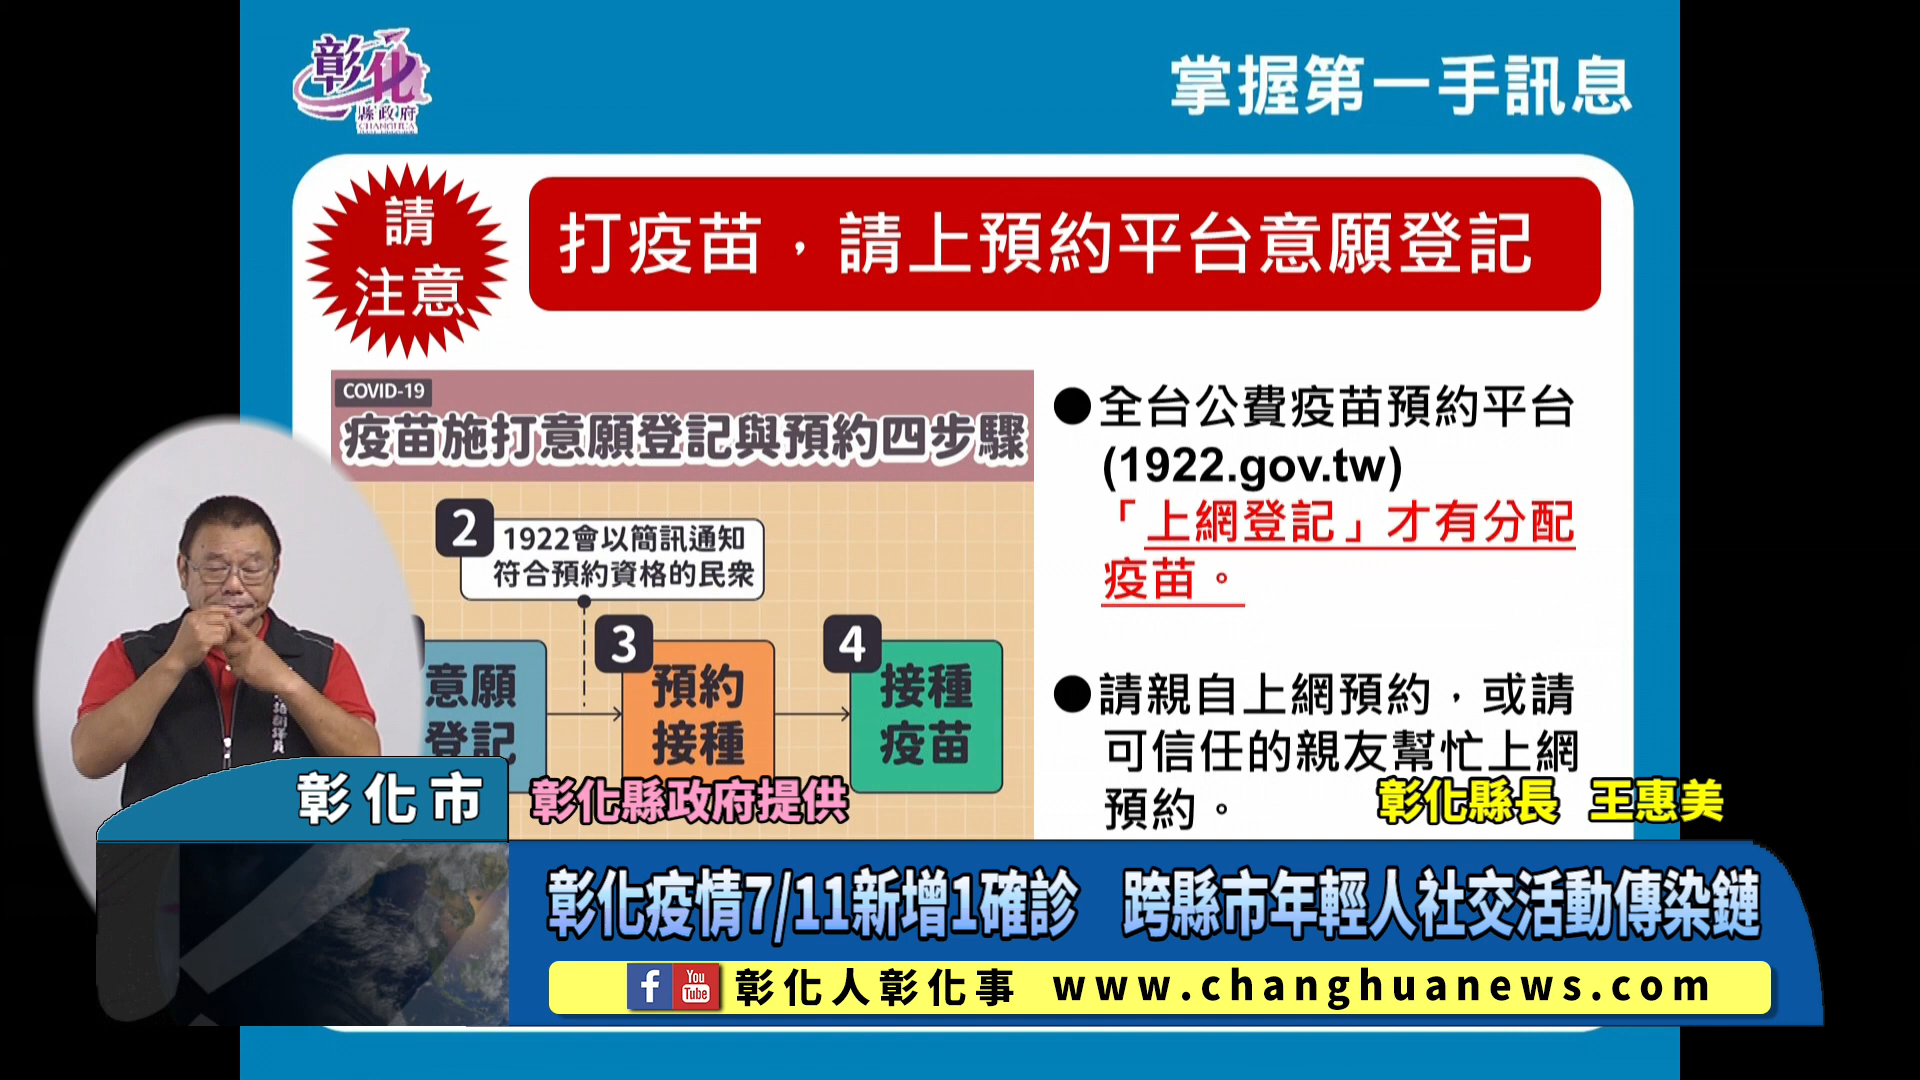 彰化
縣政府
CHANGHUA
掌握第一手訊息
請
注意
打疫苗，請上預約平台意願登記
COVID-19
疫苗施打意願登記與預約四步驟
2
1922會以簡訊通知
符合預約資格的民眾
意願
登記
3
預約
接種
4
接種
疫苗
●全台公費疫苗預約平台
(1922.gov.tw)
「上網登記」才有分配
疫苗。
●請親自上網預約，或請
可信任的親友幫忙上網
預約。
彰化市
彰化縣政府提供
彰化縣長 王惠美
彰化疫情7/11新增1確診 跨縣市年輕人社交活動傳染鏈
f You Tube 彰化人彰化事 www.changhuanews.com